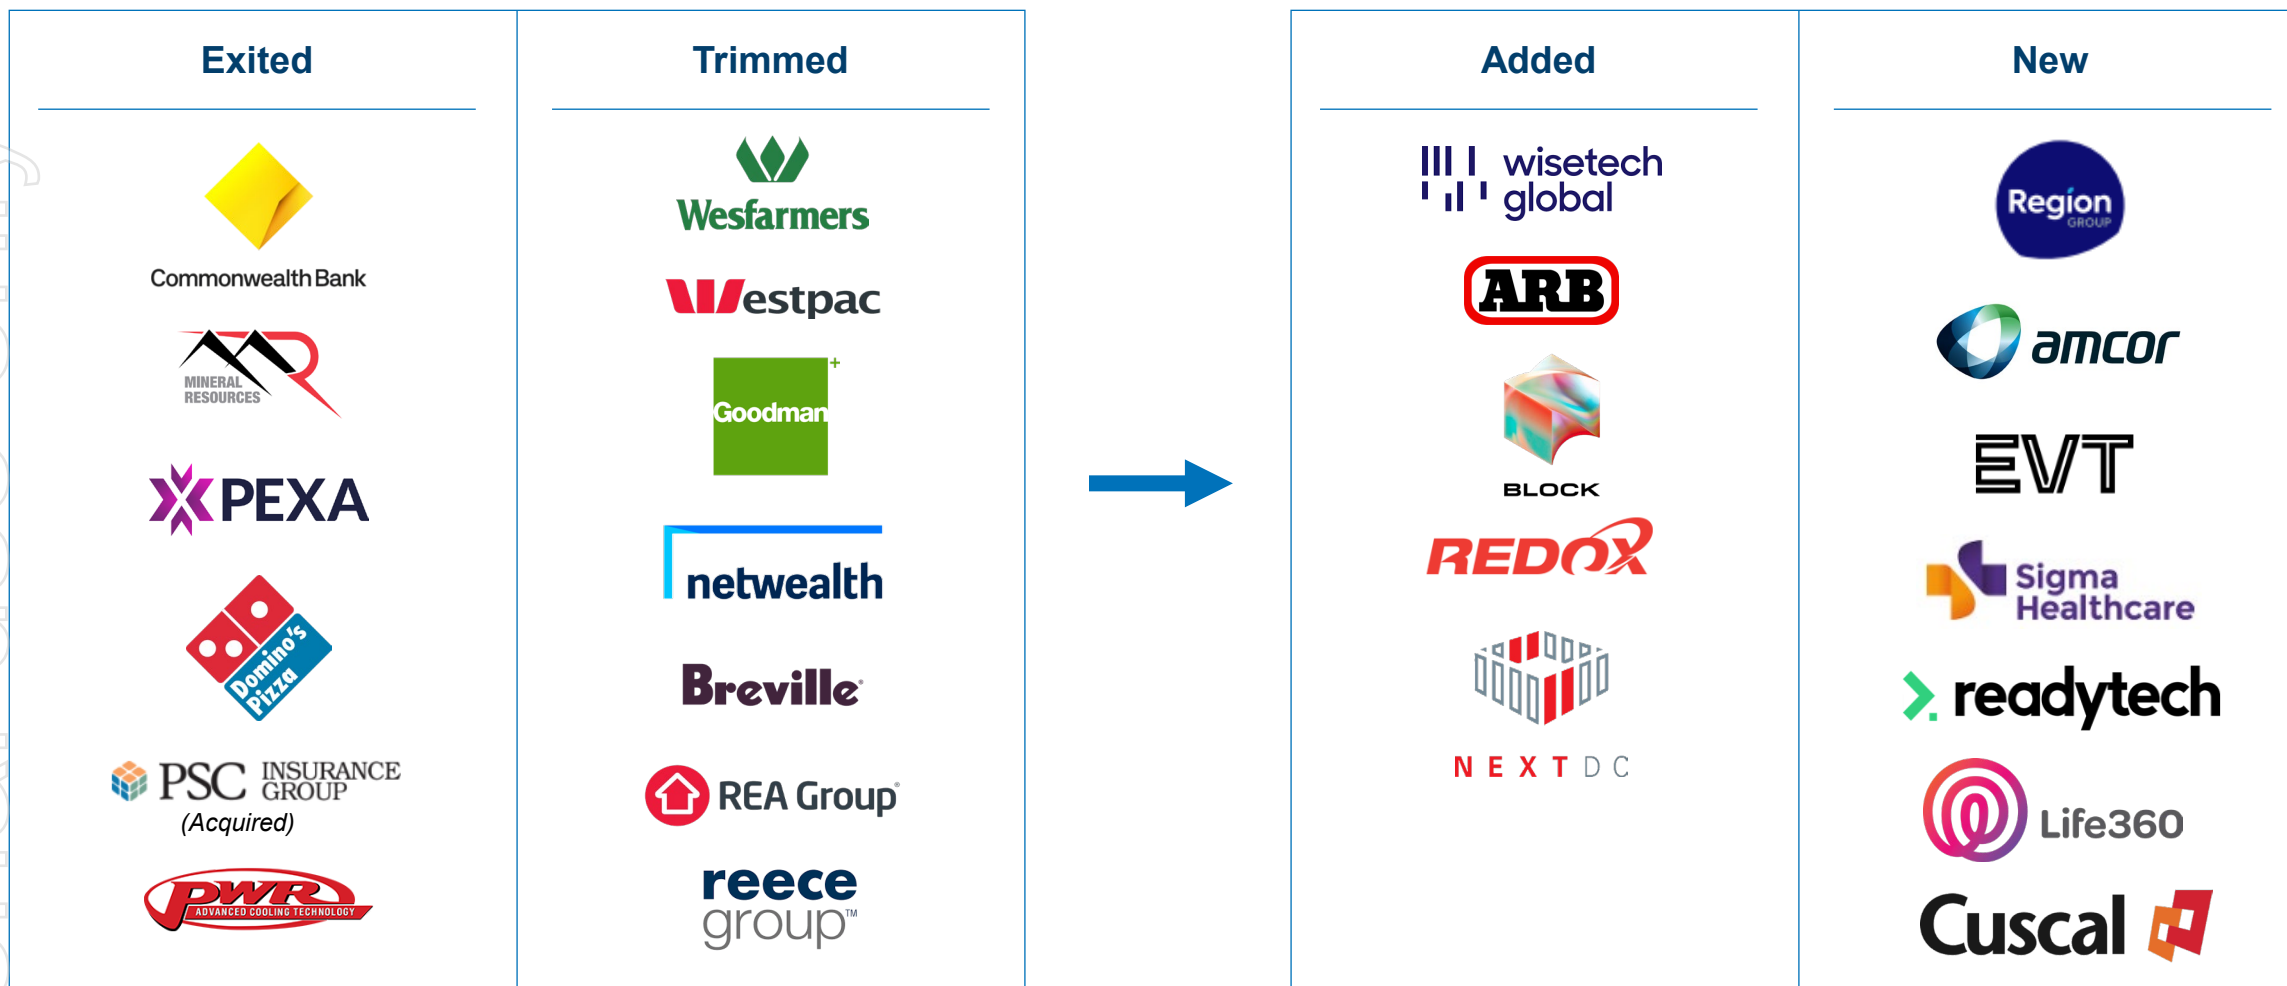 Exited
Commonwealth Bank
MINERAL
RESOURCES
PEXA
Domino's
Pizza
PSC INSURANCE
GROUP
(Acquired)
PWR
ADVANCED COOLING TECHNOLOGY
Trimmed
Wesfarmers
Westpac
Goodman+
netwealth
Breville®
REA Group®
reece
group™
Added
wisetech
global
ARB
BLOCK
REDOX
NEXTDC
New
Region
GROUP
amcor
EVT
Sigma
Healthcare
readytech
Life360
Cuscal